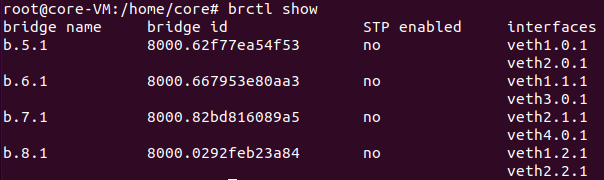 root@core-VM:/home/core# brctl show
bridge name bridge id STP enabled interfaces
b.5.1 8000.62f77ea54f53 no veth1.0.1
veth2.0.1
b.6.1 8000.667953e80aa3 no veth1.1.1
veth3.0.1
b.7.1 8000.82bd816089a5 no veth2.1.1
veth4.0.1
b.8.1 8000.0292feb23a84 no veth1.2.1
veth2.2.1